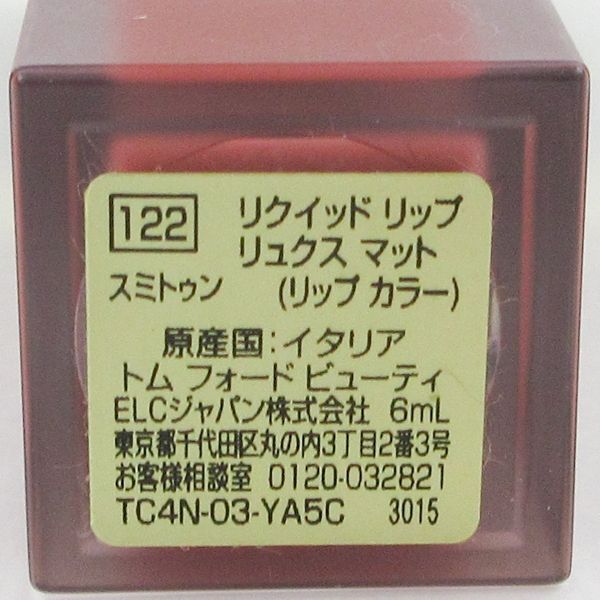 122 リクイッド リップ
リュクス マット
スミトゥン (リップ カラー)
原産国:イタリア
トム フォード ビューティ
ELCジャパン株式会社 6mL
東京都千代田区丸の内3丁目2番3号
お客様相談室 0120-032821
TC4N-03-YA5C 3015